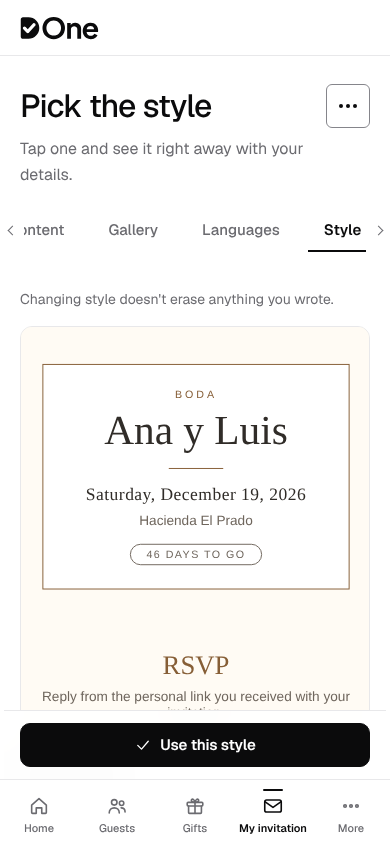 One
Pick the style
Tap one and see it right away with your
details.
ntent
Gallery
Languages
Style
Changing style doesn't erase anything you wrote.
BODA
Ana y Luis
Saturday, December 19, 2026
Hacienda El Prado
46 DAYS TO GO
RSVP
Reply from the personal link you received with your
Use this style
Home
Guests
Gifts
My invitation
More